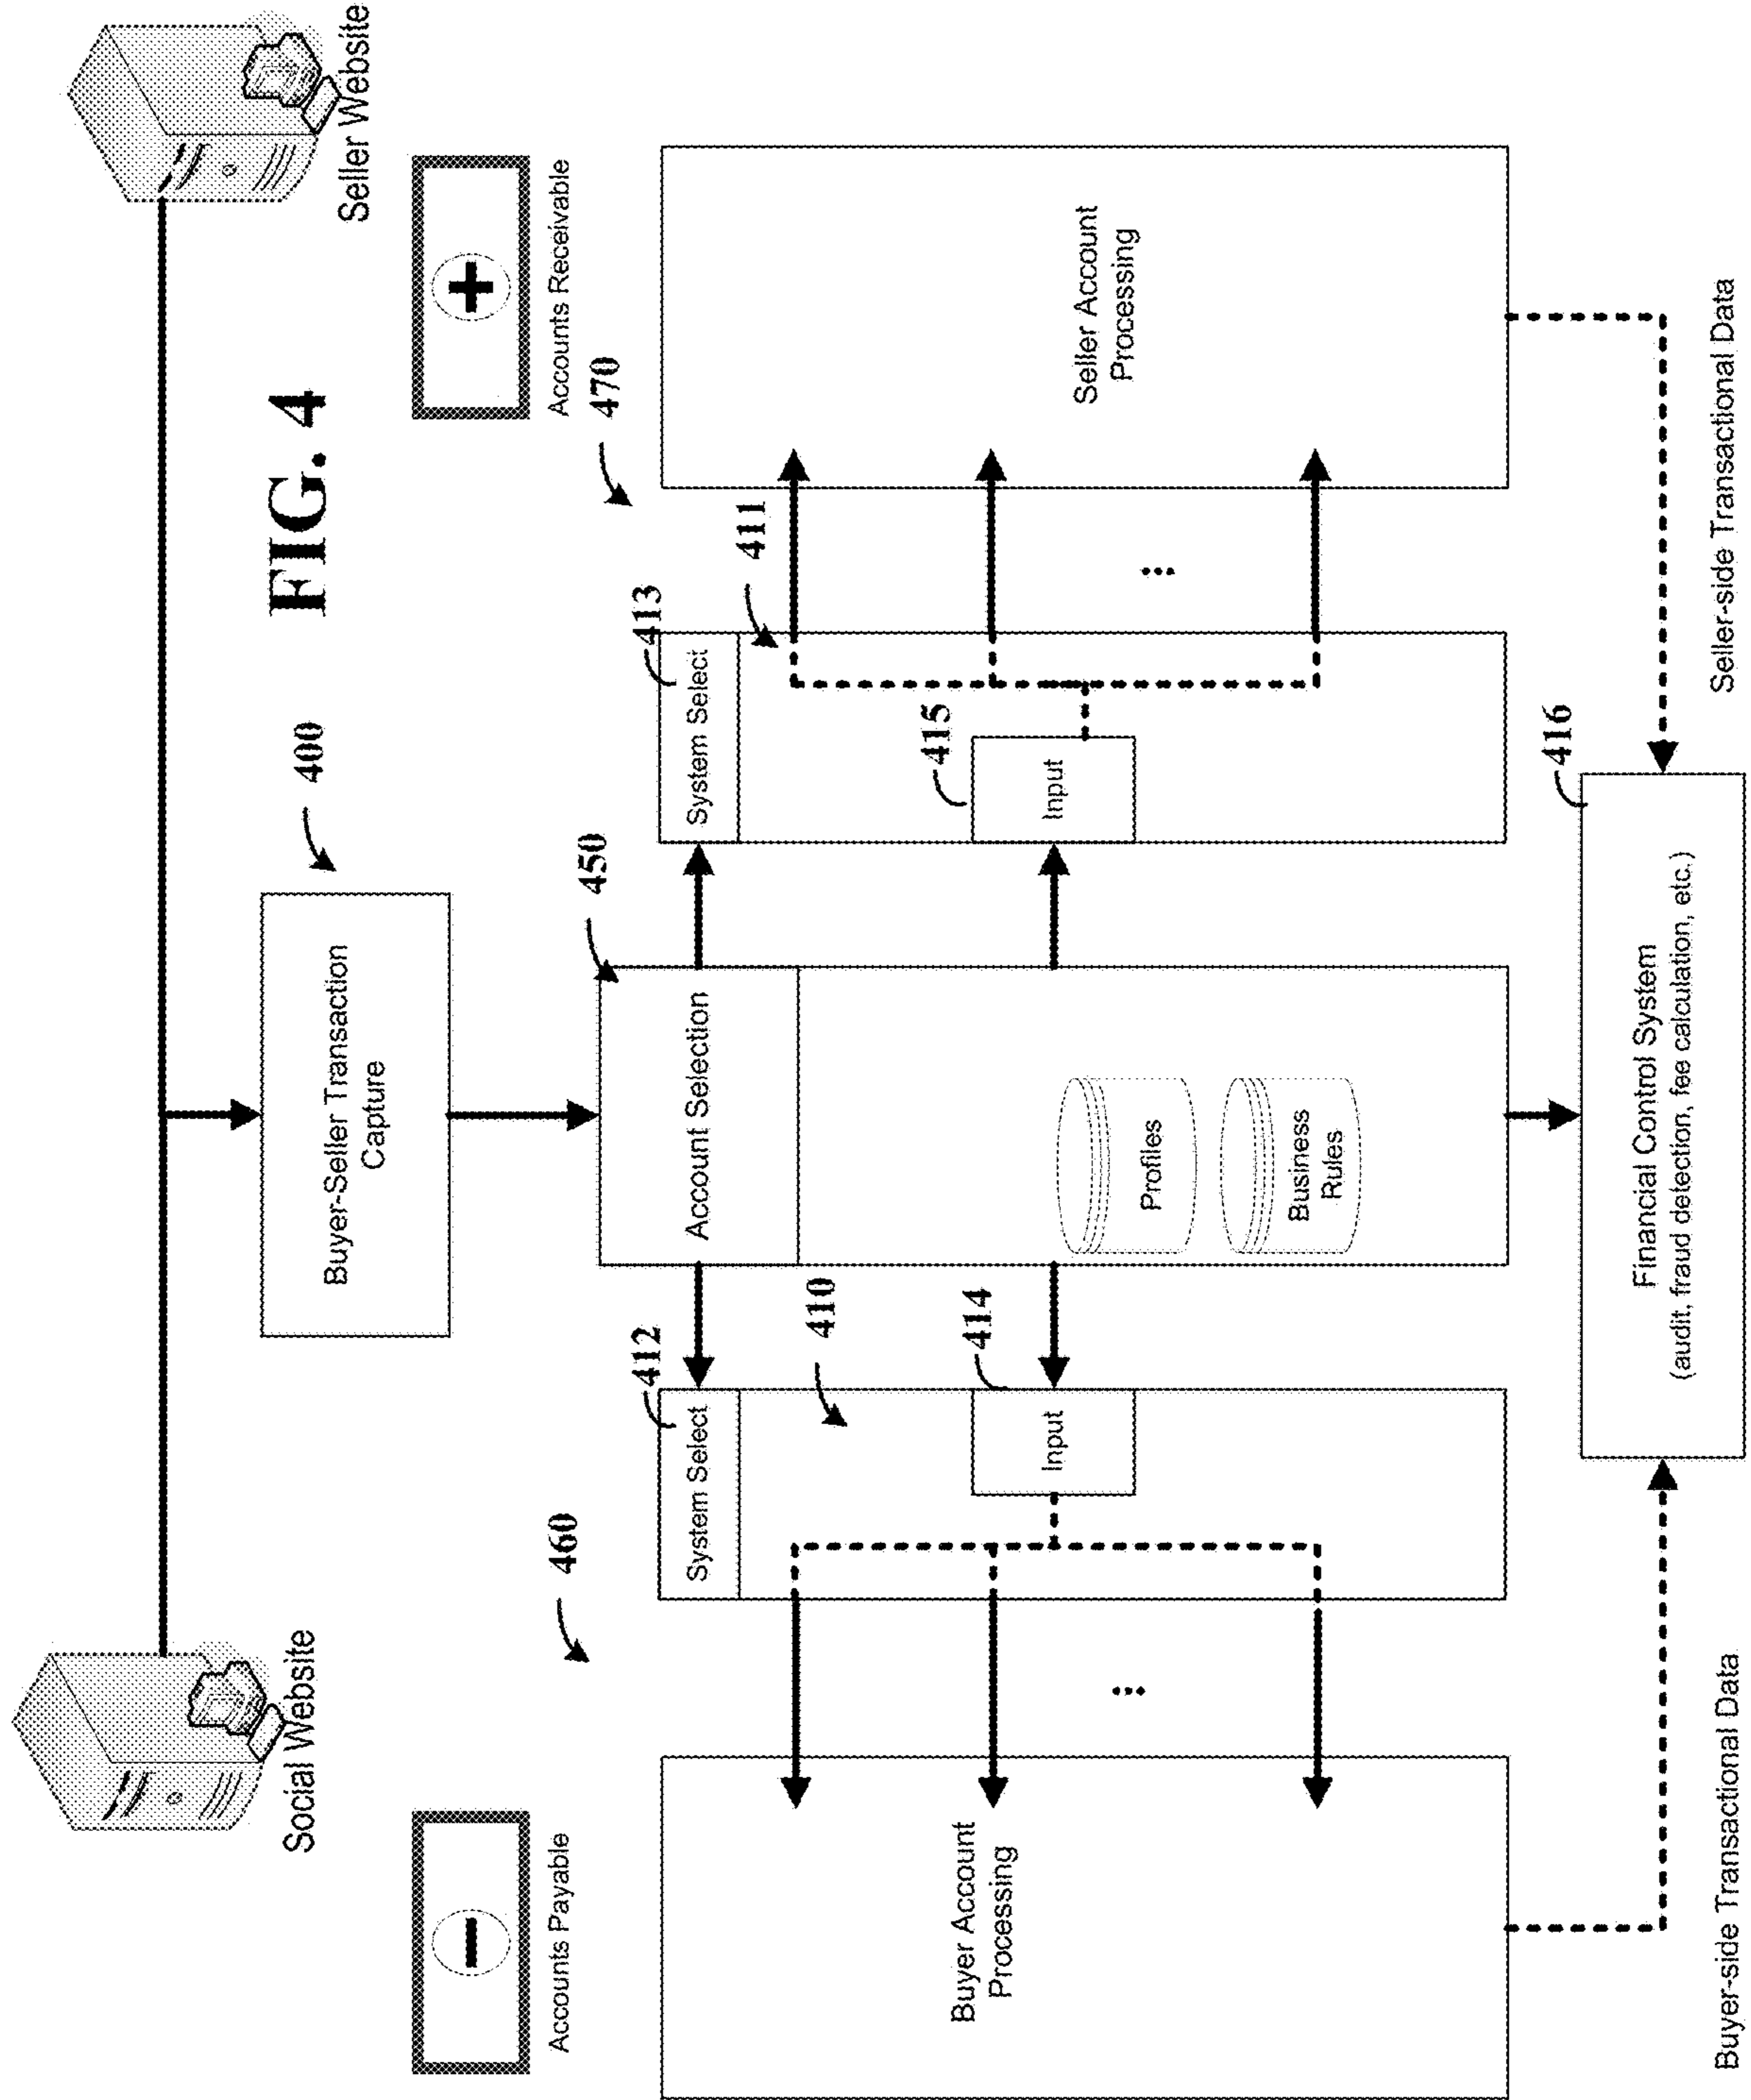 Social Website
Seller Website
FIG. 4
400
Buyer-Seller Transaction
Capture
Accounts Payable
Accounts Receivable
460
450
470
412
System Select
Account Selection
413
System Select
410
411
Buyer Account
Processing
414
Input
415
Input
Seller Account
Processing
...
...
Profiles
Business
Rules
416
Financial Control System
(audit, fraud detection, fee calculation, etc.)
Buyer-side Transactional Data
Seller-side Transactional Data